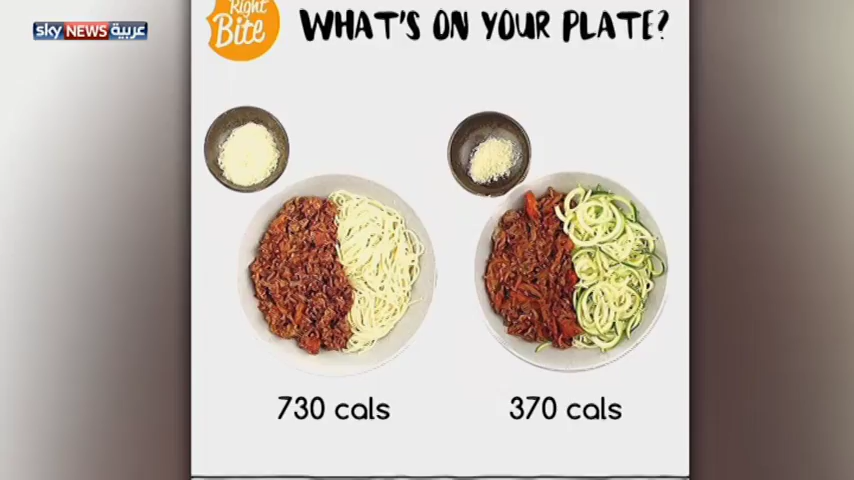 sky NEWS عربية
Right
Bite
WHAT'S ON YOUR PLATE?
730 cals
370 cals